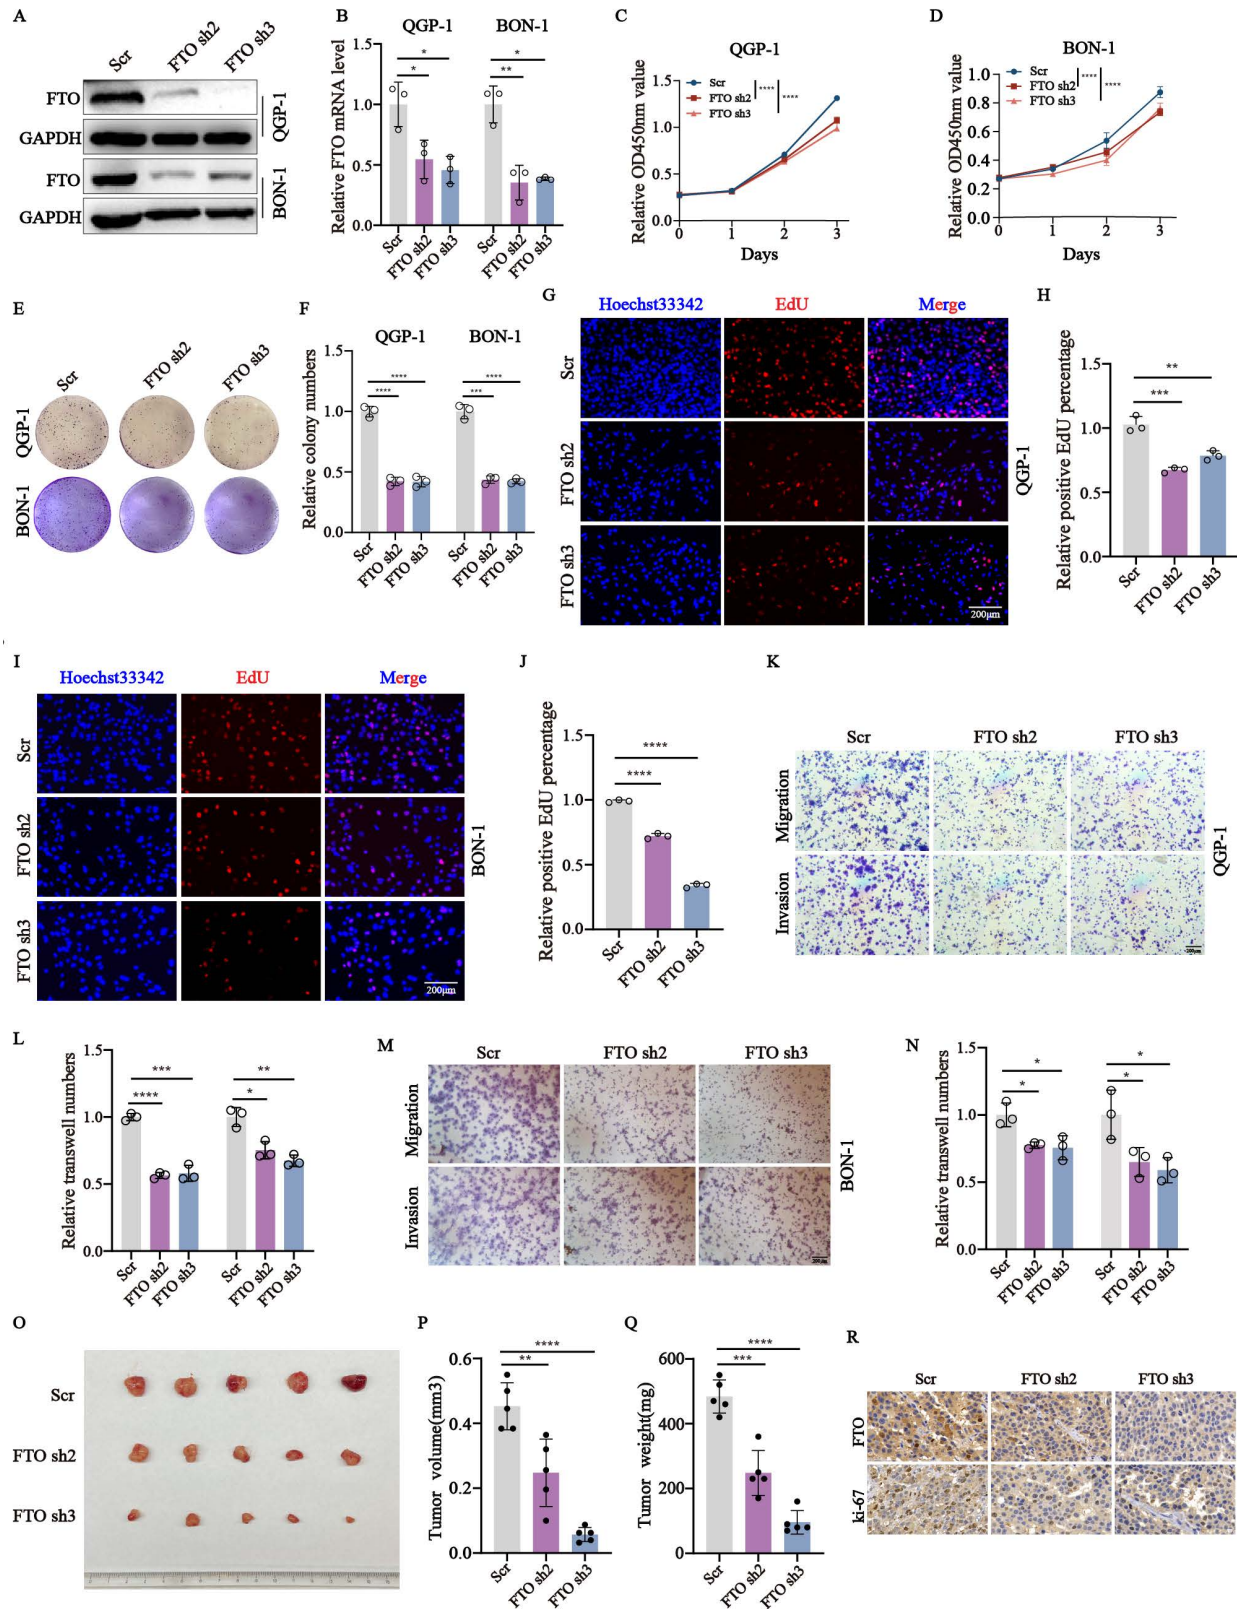 A
Scr
FTO sh2
FTO sh3
FTO
GAPDH
QGP-1
FTO
GAPDH
BON-1
B
QGP-1
BON-1
Relative FTO mRNA level
1.5
1.0
0.5
0.0
*
*
*
**
Scr
FTO sh2
FTO sh3
Scr
FTO sh2
FTO sh3
C
QGP-1
Relative OD450nm value
1.5
1.0
0.5
0.0
Scr
FTO sh2
FTO sh3
****
****
0
1
2
3
Days
D
BON-1
Relative OD450nm value
1.0
0.8
0.6
0.4
0.2
0.0
Scr
FTO sh2
FTO sh3
****
****
0
1
2
3
Days
E
Scr
FTO sh2
FTO sh3
QGP-1
BON-1
F
QGP-1
BON-1
Relative colony numbers
1.5
1.0
0.5
0.0
****
****
****
***
Scr
FTO sh2
FTO sh3
Scr
FTO sh2
FTO sh3
G
Hoechst33342
EdU
Merge
Scr
FTO sh2
FTO sh3
QGP-1
200μm
H
Relative positive EdU percentage
1.5
1.0
0.5
0.0
**
***
Scr
FTO sh2
FTO sh3
I
Hoechst33342
EdU
Merge
Scr
FTO sh2
FTO sh3
BON-1
200μm
J
Relative positive EdU percentage
1.5
1.0
0.5
0.0
****
****
Scr
FTO sh2
FTO sh3
K
Scr
FTO sh2
FTO sh3
Migration
Invasion
QGP-1
200μm
L
Relative transwell numbers
1.5
1.0
0.5
0.0
***
****
**
*
Scr
FTO sh2
FTO sh3
Scr
FTO sh2
FTO sh3
M
Scr
FTO sh2
FTO sh3
Migration
Invasion
BON-1
200μm
N
Relative transwell numbers
1.5
1.0
0.5
0.0
*
*
*
*
Scr
FTO sh2
FTO sh3
Scr
FTO sh2
FTO sh3
O
Scr
FTO sh2
FTO sh3
P
Tumor volume(mm3)
0.6
0.4
0.2
0.0
****
**
Scr
FTO sh2
FTO sh3
Q
Tumor weight(mg)
600
400
200
0
****
***
Scr
FTO sh2
FTO sh3
R
Scr
FTO sh2
FTO sh3
FTO
ki-67